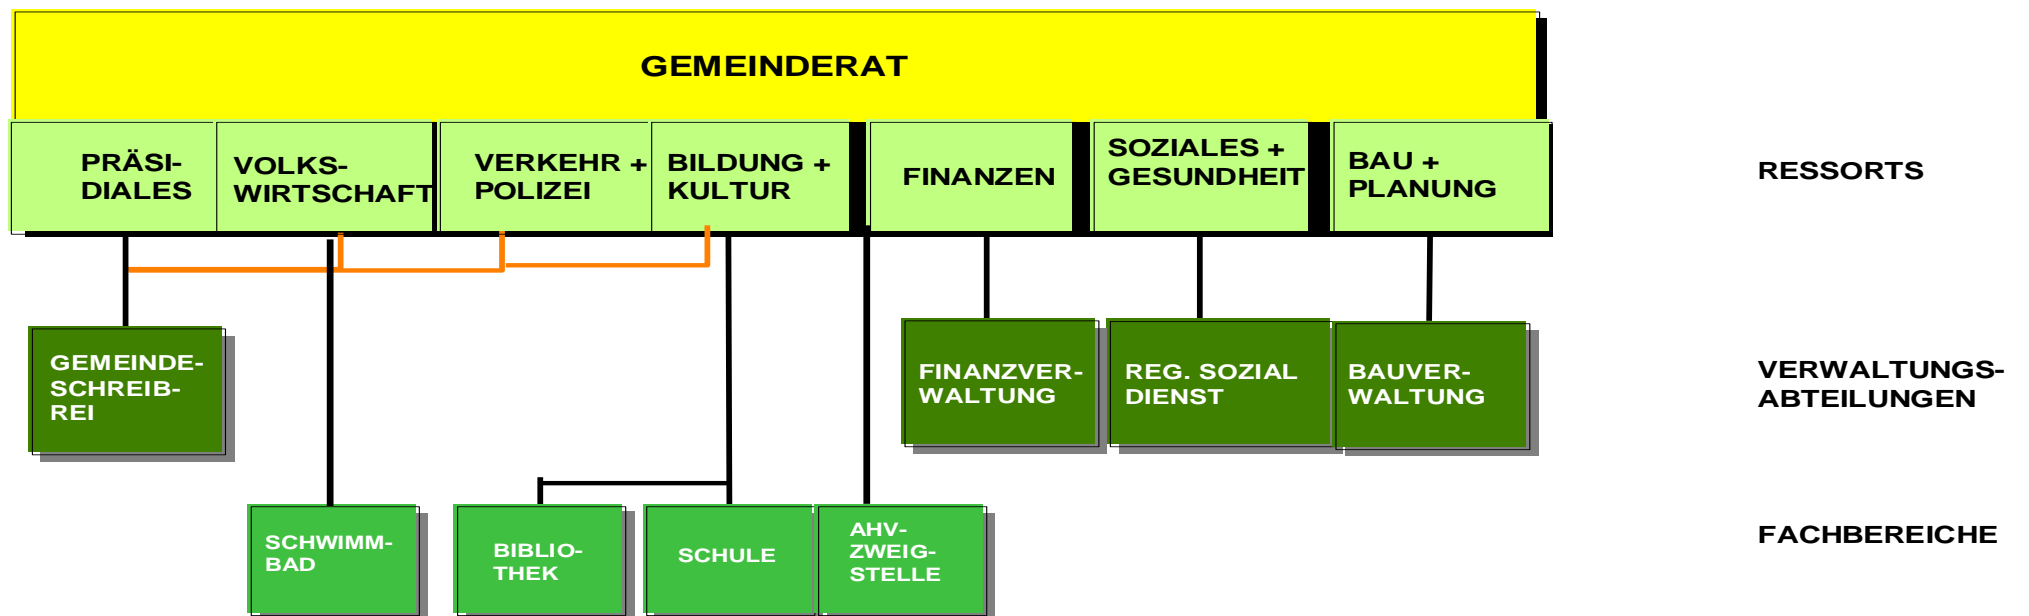 GEMEINDERAT
PRÄSI-
DIALES
VOLKS-
WIRTSCHAFT
VERKEHR +
POLIZEI
BILDUNG +
KULTUR
FINANZEN
SOZIALES +
GESUNDHEIT
BAU +
PLANUNG
RESSORTS
GEMEINDE-
SCHREIB-
REI
FINANZVER-
WALTUNG
REG. SOZIAL
DIENST
BAUVER-
WALTUNG
VERWALTUNGS-
ABTEILUNGEN
SCHWIMM-
BAD
BIBLIO-
THEK
SCHULE
AHV-
ZWEIG-
STELLE
FACHBEREICHE